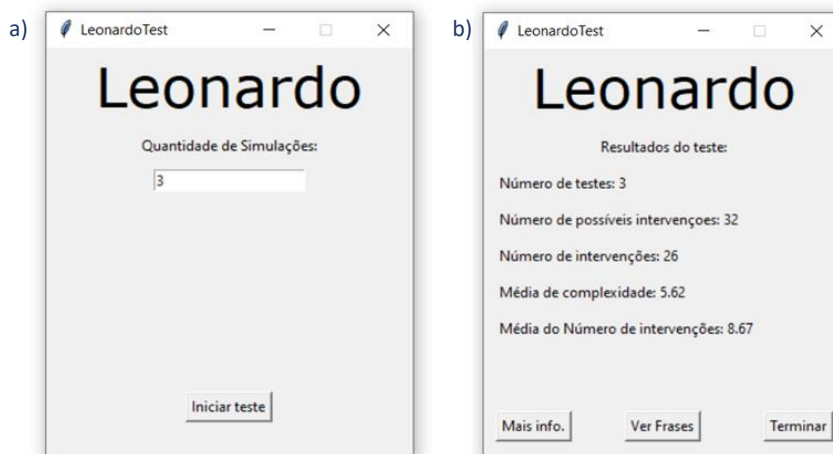 a)
LeonardoTest
Leonardo
Quantidade de Simulações:
3
Iniciar teste
b)
LeonardoTest
Leonardo
Resultados do teste:
Número de testes: 3
Número de possíveis intervençoes: 32
Número de intervenções: 26
Média de complexidade: 5.62
Média do Número de intervenções: 8.67
Mais info.
Ver Frases
Terminar